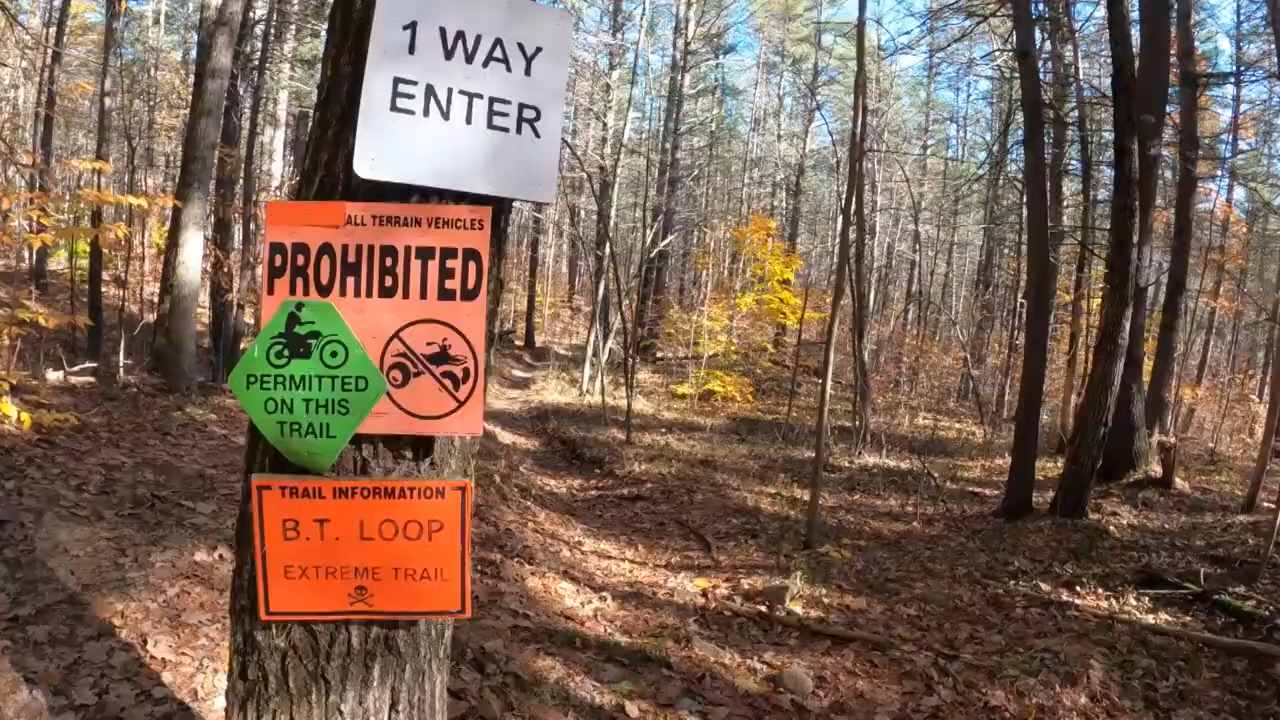 1 WAY
ENTER
ALL TERRAIN VEHICLES
PROHIBITED
PERMITTED
ON THIS
TRAIL
TRAIL INFORMATION
B.T. LOOP
EXTREME TRAIL